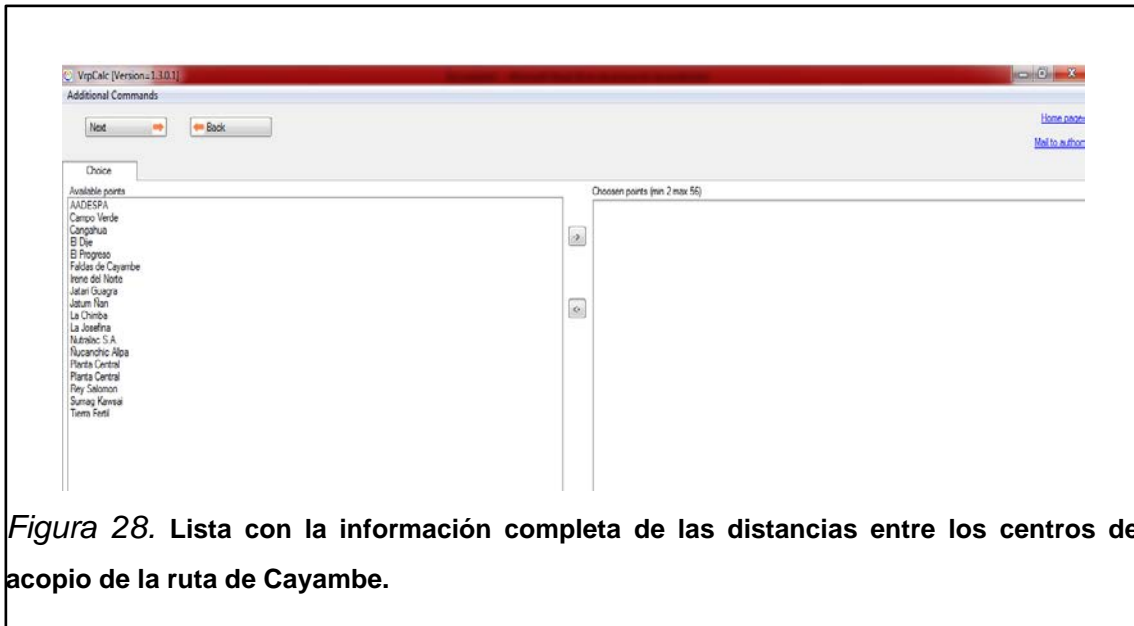 VrpCalc [Version=1.3.0.1]
Additional Commands
Next
Back
Home page
Mail to author
Choice
Available points
Choosen points (min 2 max 56)
AADESPA
Campo Verde
Cangahua
El Dije
El Progreso
Faldas de Cayambe
Irene del Norte
Jatari Guagra
Jatum Ñan
La Chimba
La Josefina
Nutralac S.A.
Ñucanchic Allpa
Planta Central
Planta Central
Rey Salomon
Sumag Kawsai
Tierra Fertil
->
<-
Figura 28. Lista con la información completa de las distancias entre los centros de
acopio de la ruta de Cayambe.